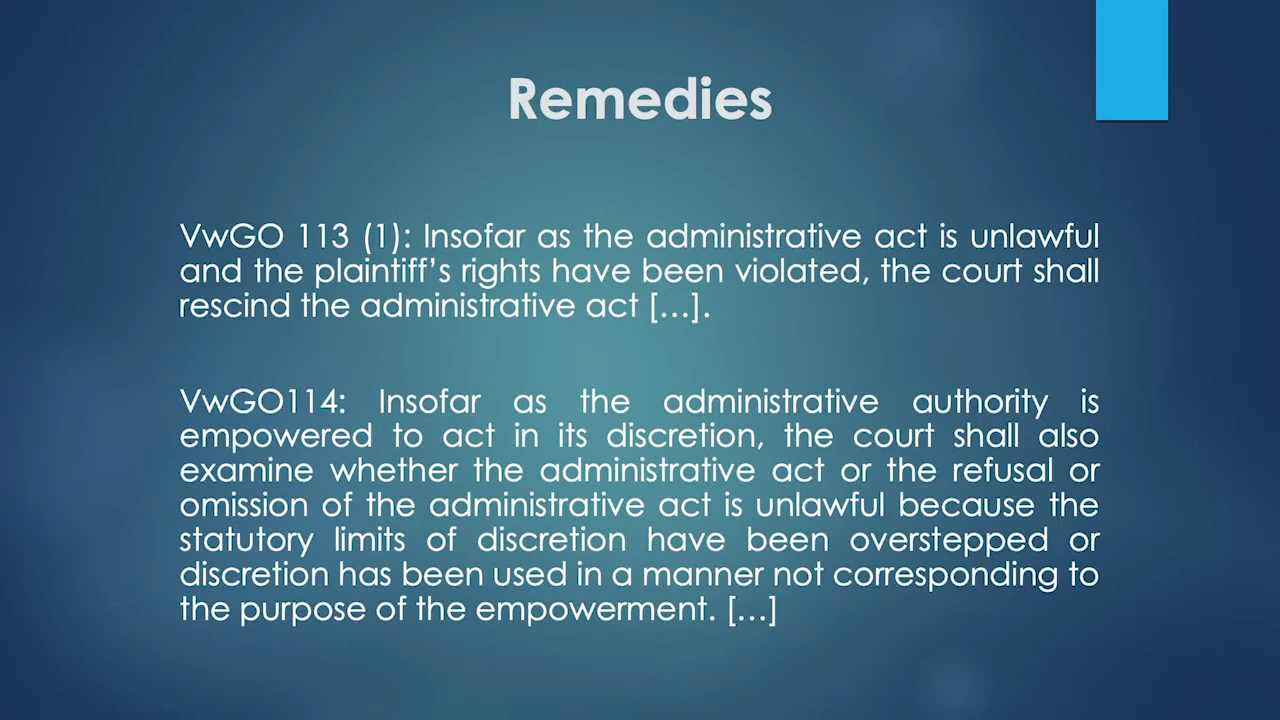 Remedies
VwGO 113 (1): Insofar as the administrative act is unlawful
and the plaintiff’s rights have been violated, the court shall
rescind the administrative act […].
VwGO114: Insofar as the administrative authority is
empowered to act in its discretion, the court shall also
examine whether the administrative act or the refusal or
omission of the administrative act is unlawful because the
statutory limits of discretion have been overstepped or
discretion has been used in a manner not corresponding to
the purpose of the empowerment. […]